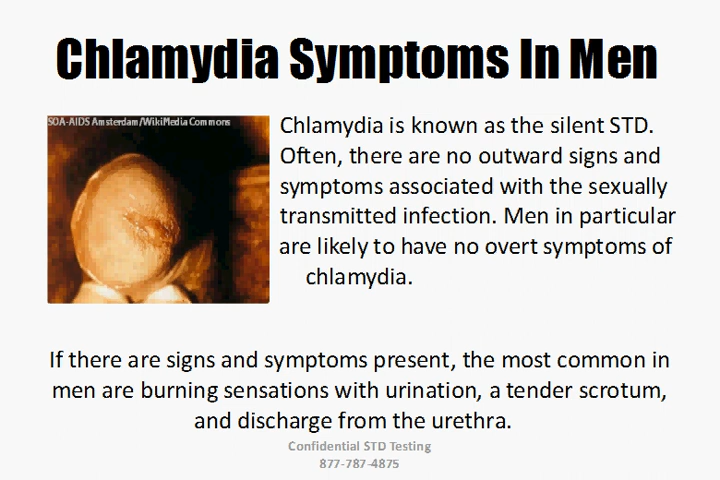 Chlamydia Symptoms In Men
SOA-AIDS Amsterdam/WikiMedia Commons
Chlamydia is known as the silent STD.
Often, there are no outward signs and
symptoms associated with the sexually
transmitted infection. Men in particular
are likely to have no overt symptoms of
chlamydia.
If there are signs and symptoms present, the most common in
men are burning sensations with urination, a tender scrotum,
and discharge from the urethra.
Confidential STD Testing
877-787-4875